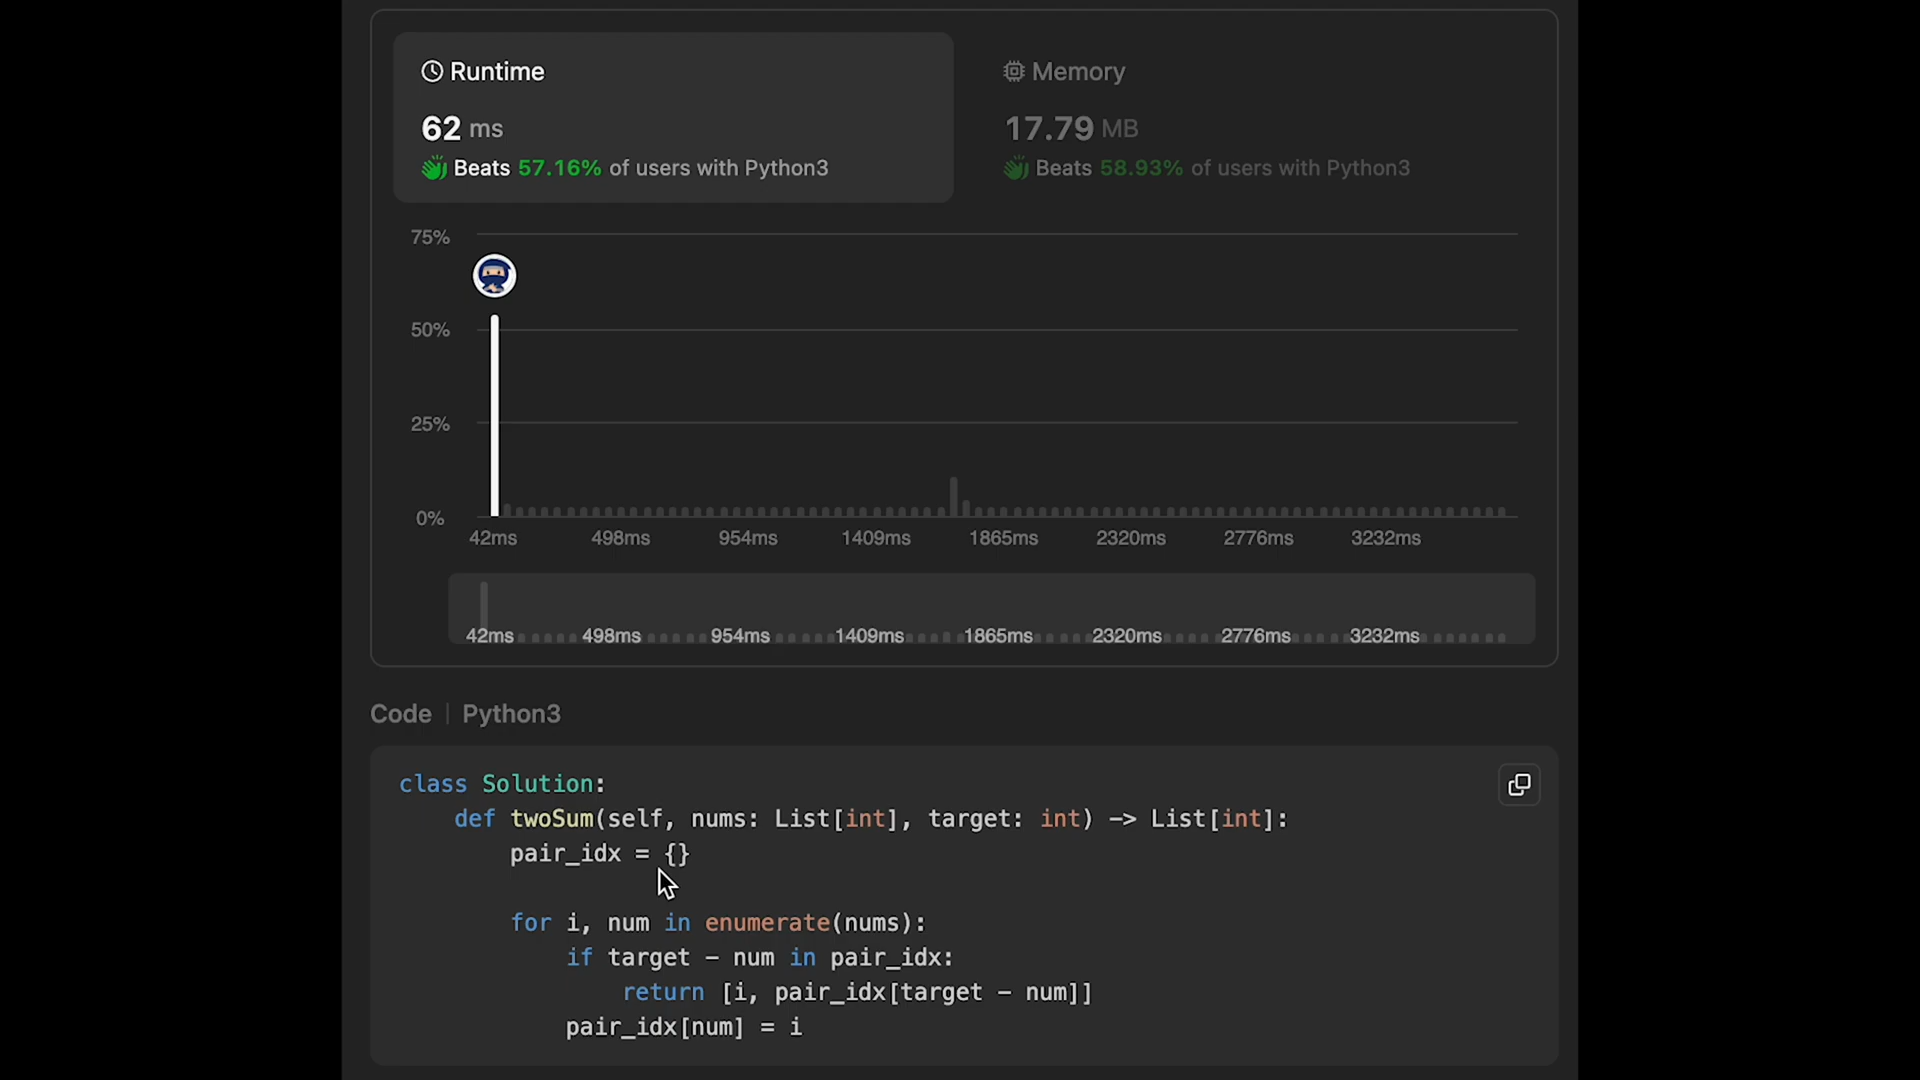 Runtime
62 ms
Beats 57.16% of users with Python3
Memory
17.79 MB
Beats 58.93% of users with Python3
75%
50%
25%
0%
42ms 498ms 954ms 1409ms 1865ms 2320ms 2776ms 3232ms
42ms 498ms 954ms 1409ms 1865ms 2320ms 2776ms 3232ms
Code | Python3
class Solution:
    def twoSum(self, nums: List[int], target: int) -> List[int]:
        pair_idx = {}
        for i, num in enumerate(nums):
            if target - num in pair_idx:
                return [i, pair_idx[target - num]]
            pair_idx[num] = i